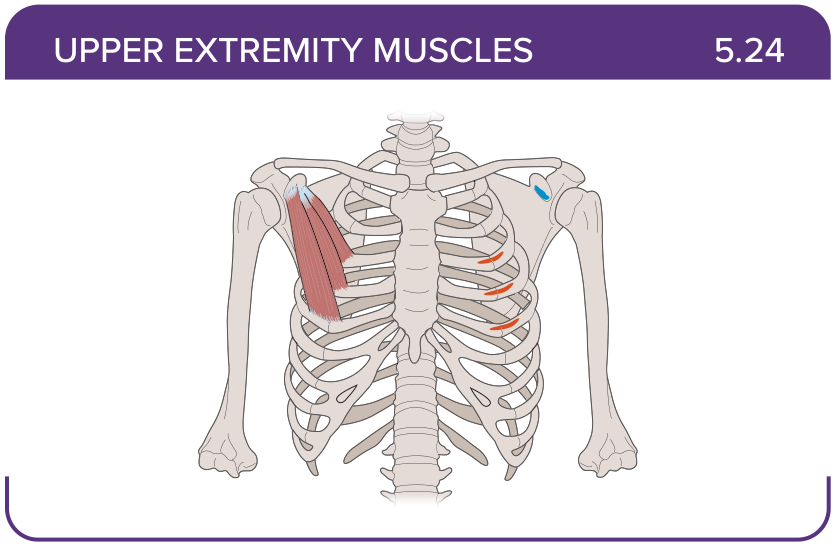 UPPER EXTREMITY MUSCLES
5.24